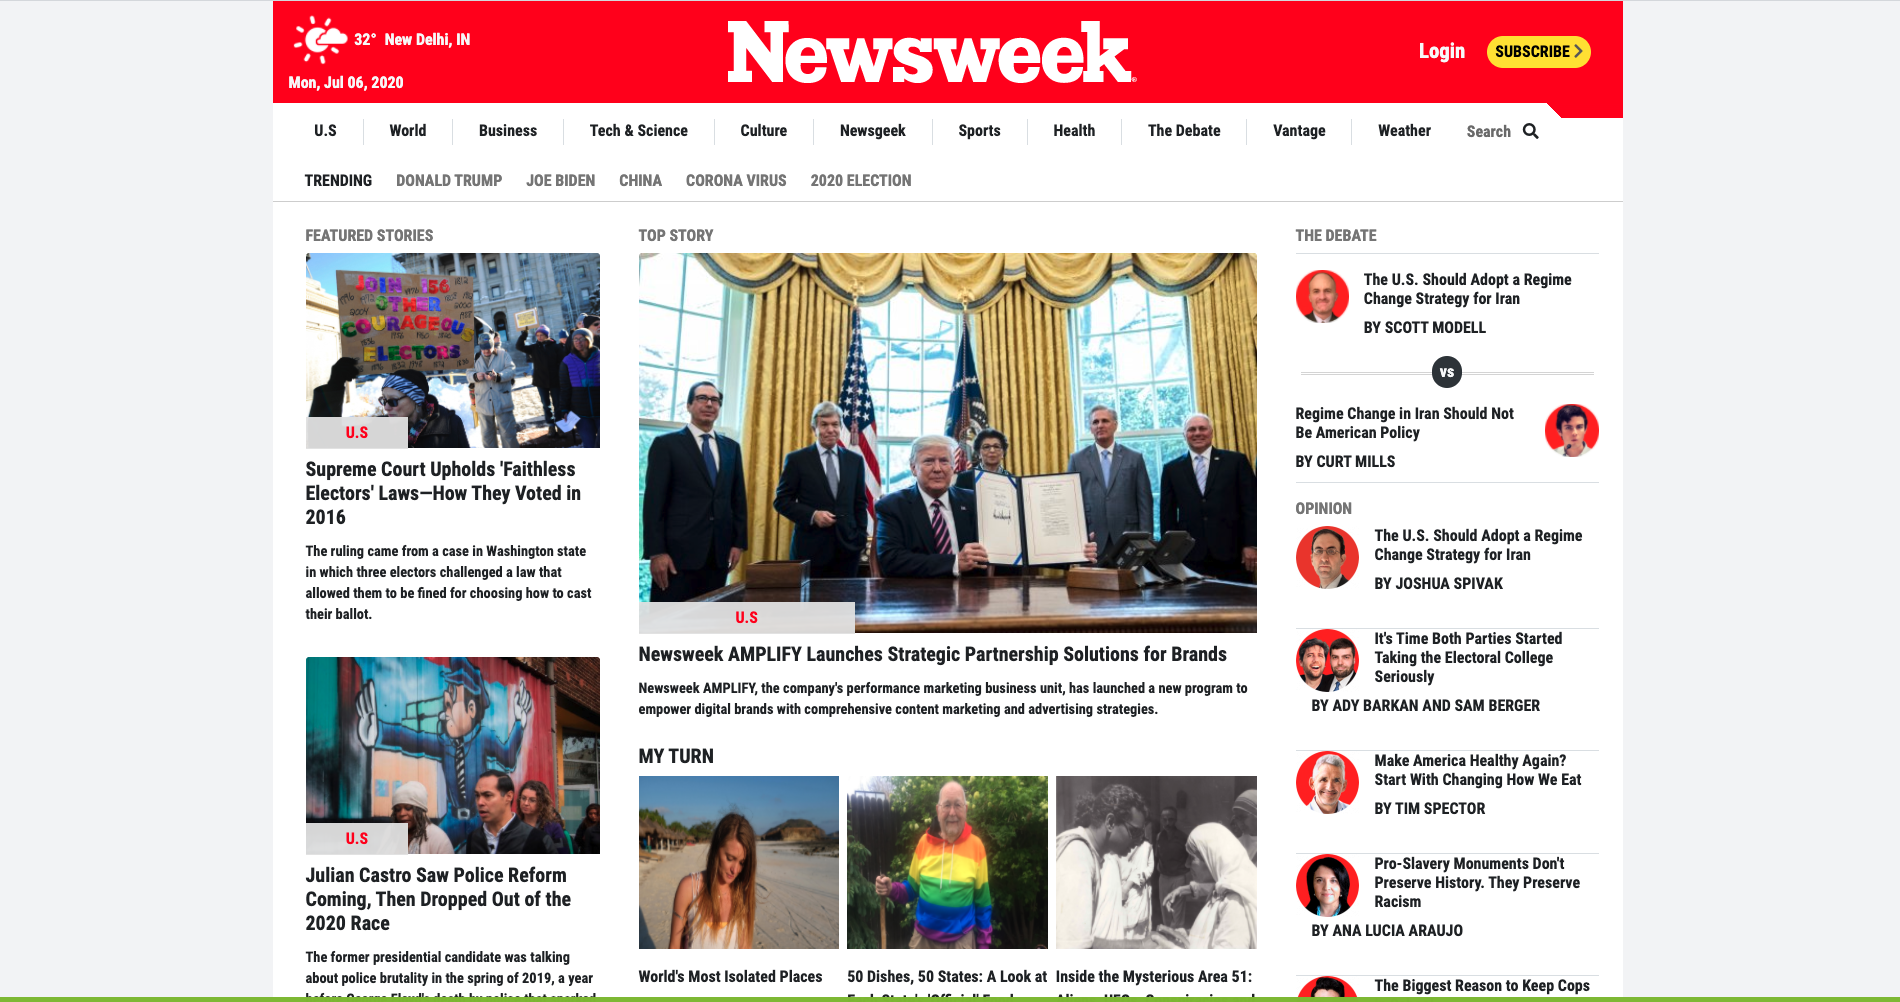 32° New Delhi, IN
Mon, Jul 06, 2020
Newsweek
Login
SUBSCRIBE
U.S
World
Business
Tech & Science
Culture
Newsgeek
Sports
Health
The Debate
Vantage
Weather
Search
TRENDING
DONALD TRUMP
JOE BIDEN
CHINA
CORONA VIRUS
2020 ELECTION
FEATURED STORIES
JOIN 156
OTHER
COURAGEOUS
ELECTORS
U.S
Supreme Court Upholds 'Faithless
Electors' Laws—How They Voted in
2016
The ruling came from a case in Washington state
in which three electors challenged a law that
allowed them to be fined for choosing how to cast
their ballot.
U.S
Julian Castro Saw Police Reform
Coming, Then Dropped Out of the
2020 Race
The former presidential candidate was talking
about police brutality in the spring of 2019, a year
TOP STORY
U.S
Newsweek AMPLIFY Launches Strategic Partnership Solutions for Brands
Newsweek AMPLIFY, the company's performance marketing business unit, has launched a new program to
empower digital brands with comprehensive content marketing and advertising strategies.
MY TURN
World's Most Isolated Places
50 Dishes, 50 States: A Look at
Inside the Mysterious Area 51:
THE DEBATE
The U.S. Should Adopt a Regime
Change Strategy for Iran
BY SCOTT MODELL
VS
Regime Change in Iran Should Not
Be American Policy
BY CURT MILLS
OPINION
The U.S. Should Adopt a Regime
Change Strategy for Iran
BY JOSHUA SPIVAK
It's Time Both Parties Started
Taking the Electoral College
Seriously
BY ADY BARKAN AND SAM BERGER
Make America Healthy Again?
Start With Changing How We Eat
BY TIM SPECTOR
Pro-Slavery Monuments Don't
Preserve History. They Preserve
Racism
BY ANA LUCIA ARAUJO
The Biggest Reason to Keep Cops